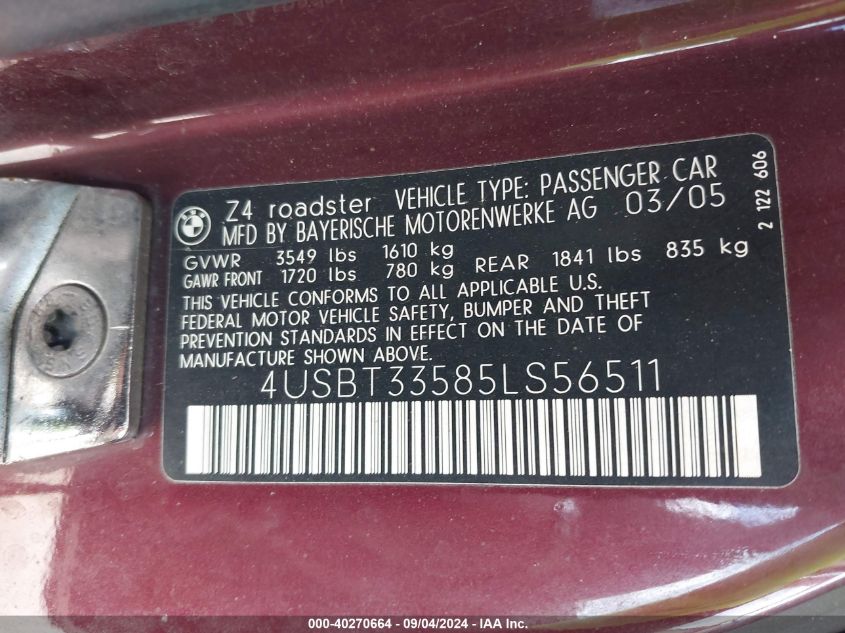 BMW
Z4 roadster VEHICLE TYPE: PASSENGER CAR
MFD BY BAYERISCHE MOTORENWERKE AG 03/05
GVWR 3549 lbs 1610 kg
GAWR FRONT 1720 lbs 780 kg REAR 1841 lbs 835 kg
THIS VEHICLE CONFORMS TO ALL APPLICABLE U.S.
FEDERAL MOTOR VEHICLE SAFETY, BUMPER AND THEFT
PREVENTION STANDARDS IN EFFECT ON THE DATE OF
MANUFACTURE SHOWN ABOVE.
4USBT33585LS56511
2 122 606
000-40270664 - 09/04/2024 - IAAI.COM